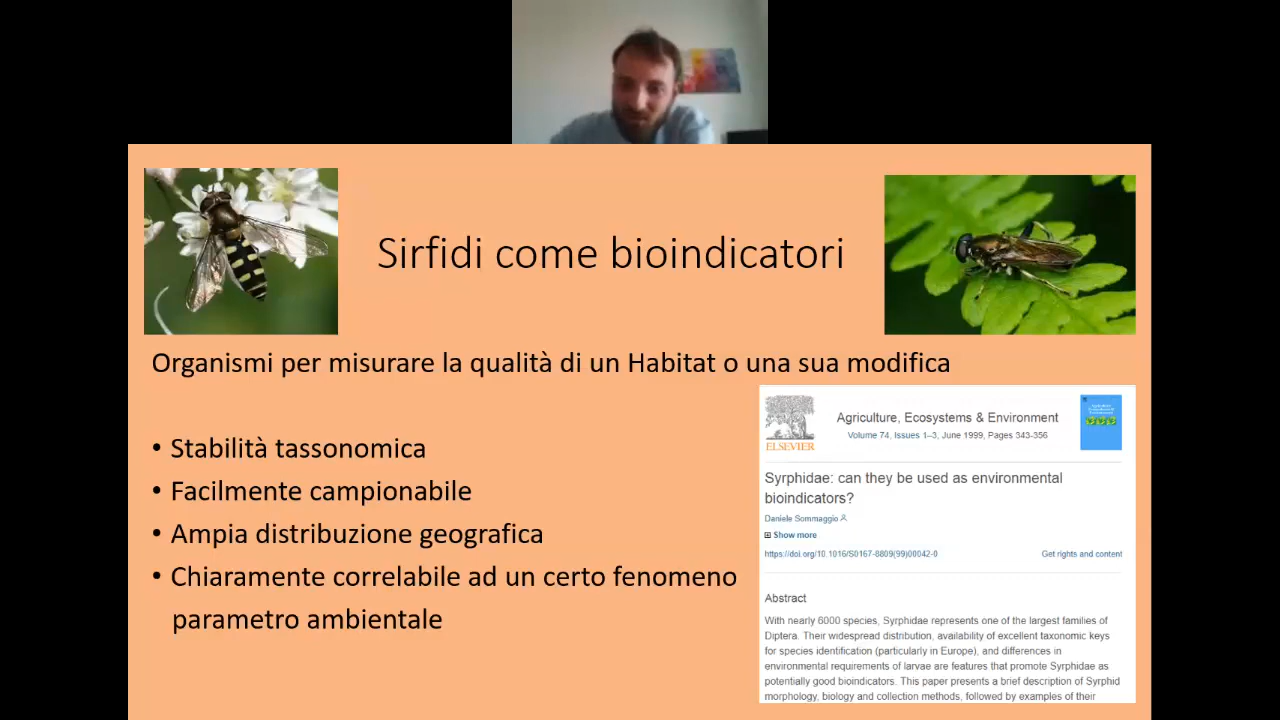 Sirfidi come bioindicatori
Organismi per misurare la qualità di un Habitat o una sua modifica
• Stabilità tassonomica
• Facilmente campionabile
• Ampia distribuzione geografica
• Chiaramente correlabile ad un certo fenomeno
parametro ambientale
ELSEVIER
Agriculture, Ecosystems & Environment
Volume 74, Issues 1–3, June 1999, Pages 343-356
Syrphidae: can they be used as environmental
bioindicators?
Daniele Sommaggio
Show more
https://doi.org/10.1016/S0167-8809(99)00042-0
Get rights and content
Abstract
With nearly 6000 species, Syrphidae represents one of the largest families of
Diptera. Their widespread distribution, availability of excellent taxonomic keys
for species identification (particularly in Europe), and differences in
environmental requirements of larvae are features that promote Syrphidae as
potentially good bioindicators. This paper presents a brief description of Syrphid
morphology, biology and collection methods, followed by examples of their